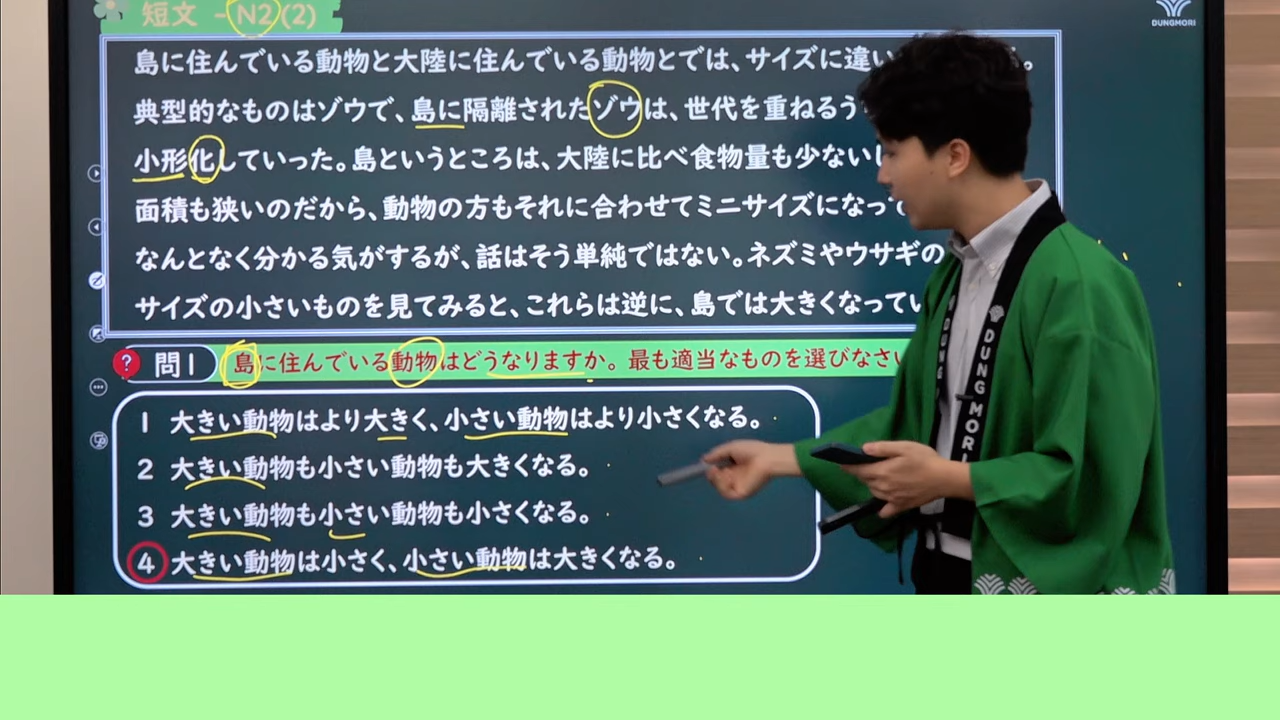 短文 - N2 (2)
DUNGMORI
島に住んでいる動物と大陸に住んでいる動物とでは、サイズに違い
典型的なものはゾウで、島に隔離されたゾウは、世代を重ねるう
小形化していった。島というところは、大陸に比べ食物量も少ないし
面積も狭いのだから、動物の方もそれに合わせてミニサイズになって
なんとなく分かる気がするが、話はそう単純ではない。ネズミやウサギの
サイズの小さいものを見てみると、これらは逆に、島では大きくなってい
? 問1 島に住んでいる動物はどうなりますか。最も適当なものを選びなさい
1 大きい動物はより大きく、小さい動物はより小さくなる。
2 大きい動物も小さい動物も大きくなる。
3 大きい動物も小さい動物も小さくなる。
4 大きい動物は小さく、小さい動物は大きくなる。
DUNG
DUNGMORI